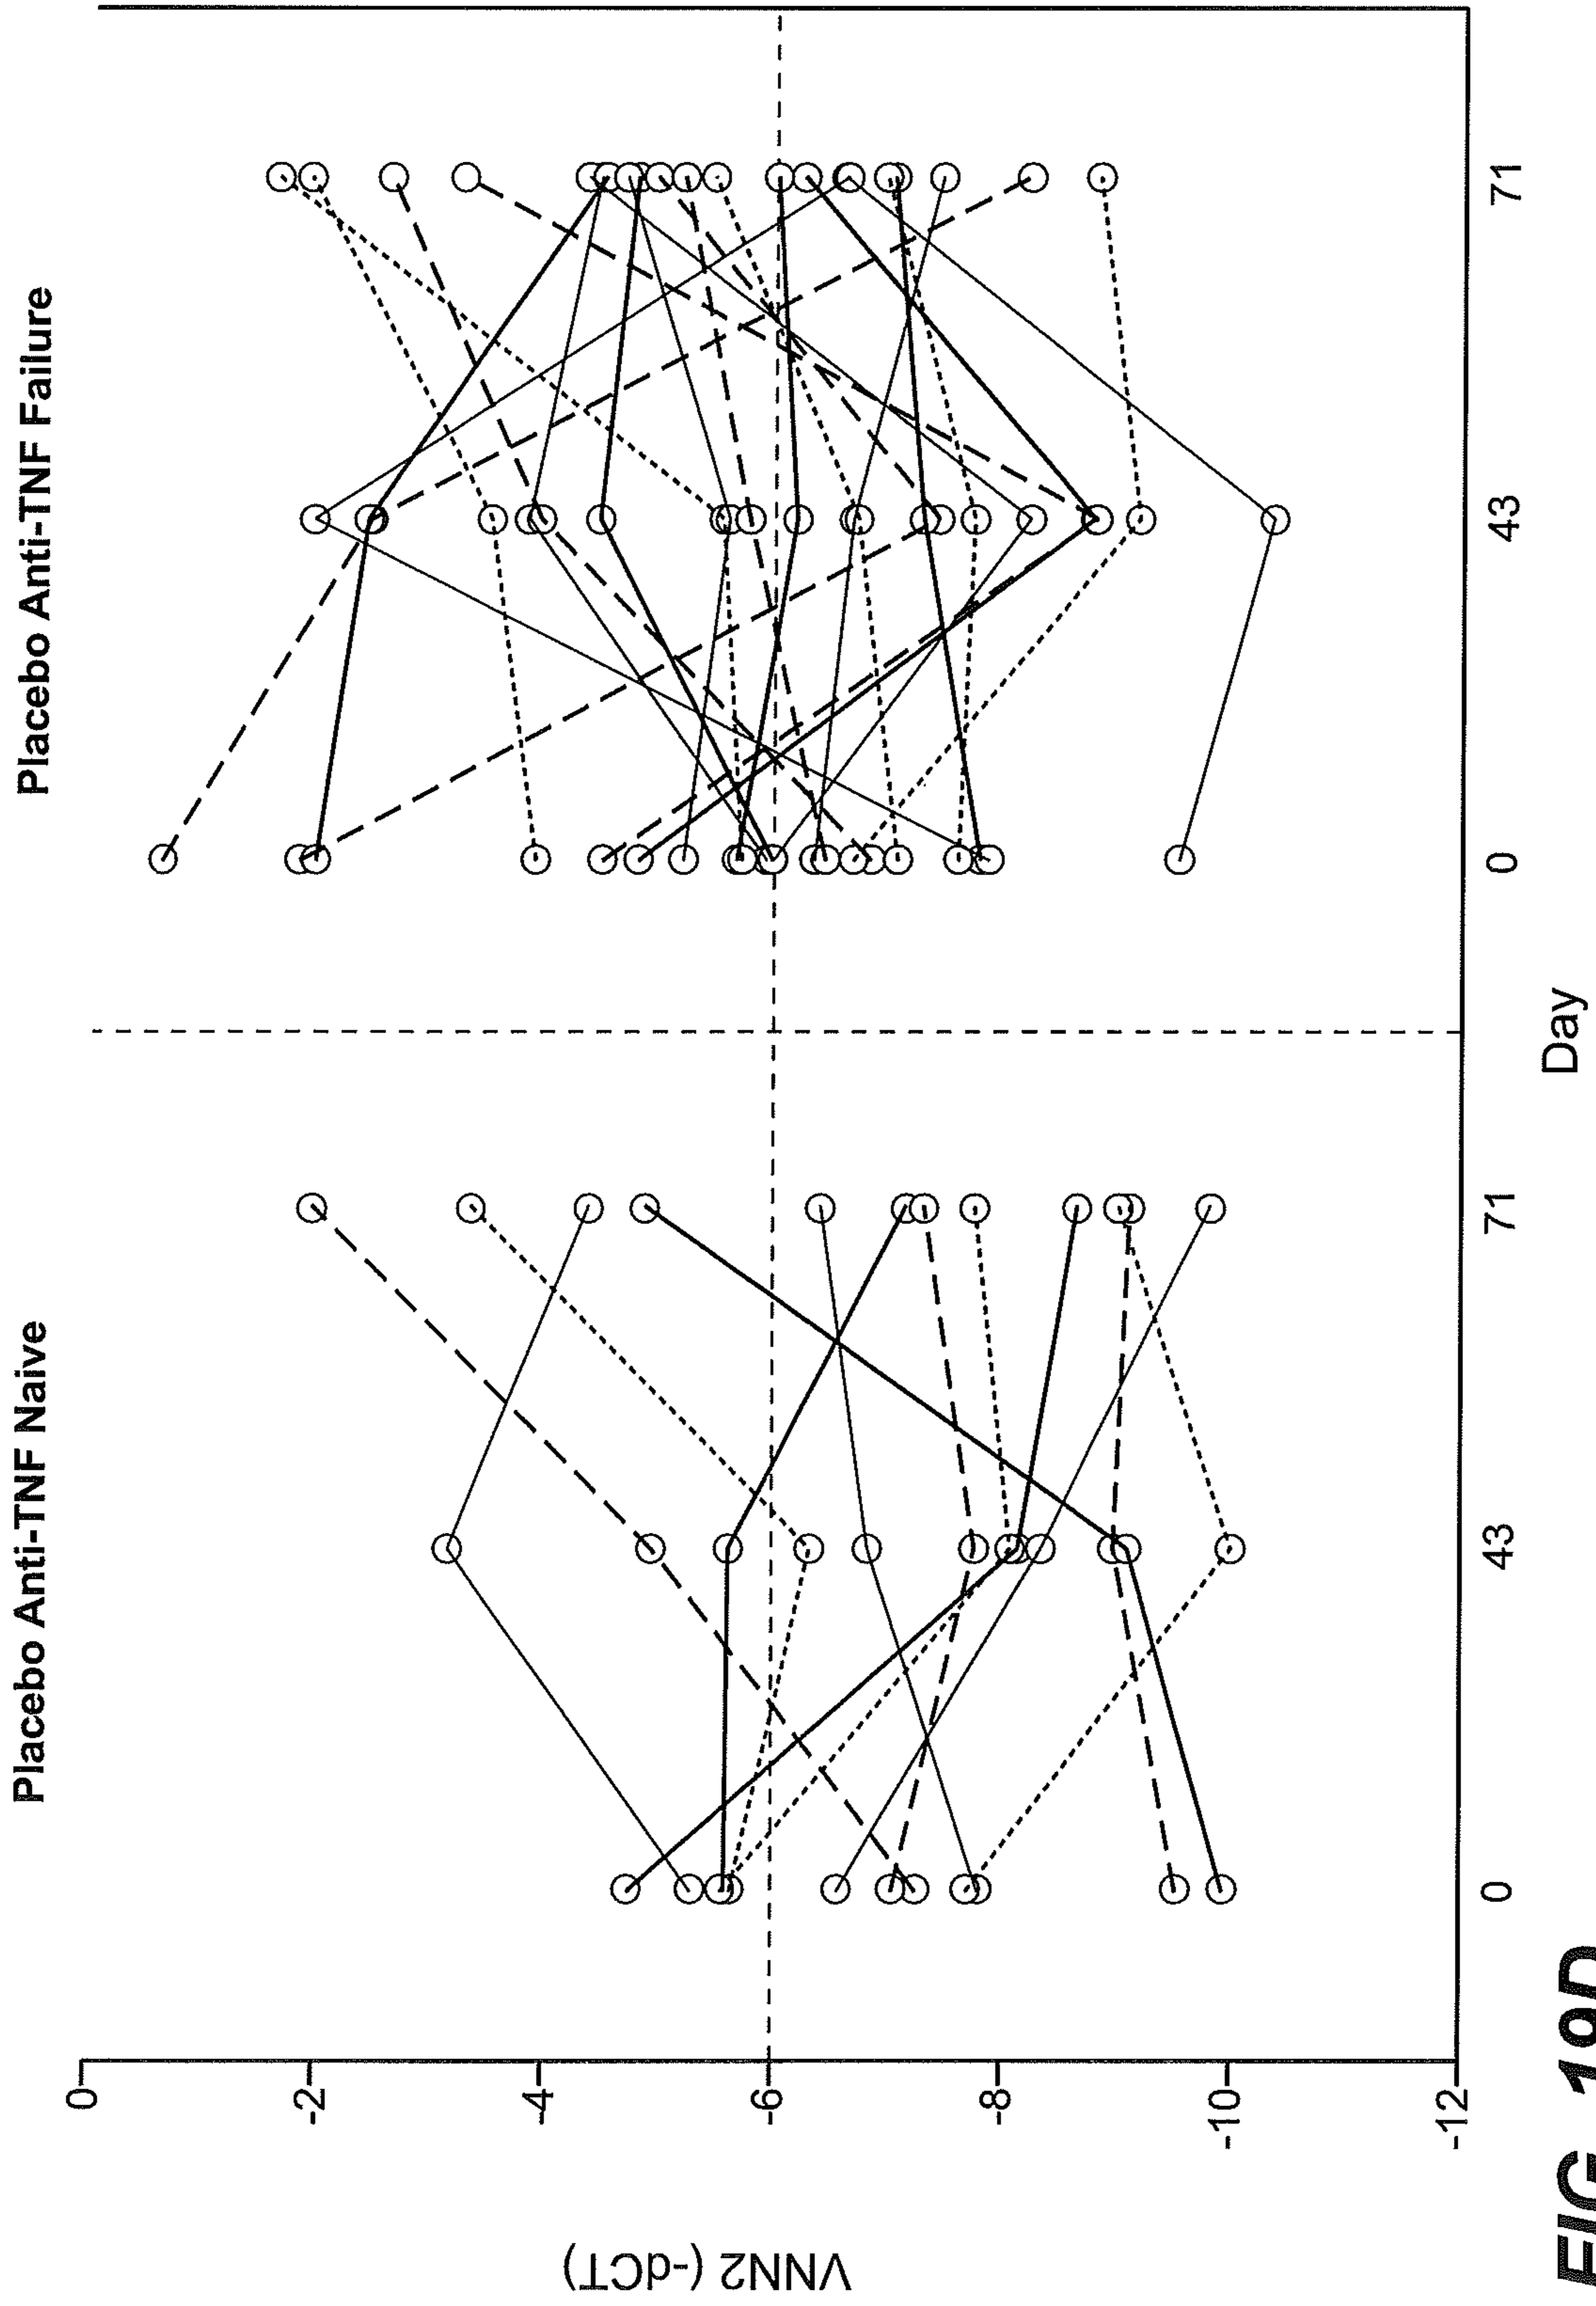 Placebo Anti-TNF Naive
Placebo Anti-TNF Failure
VNN2 (-dCT)
0
-2
-4
-6
-8
-10
-12
0
43
71
0
43
71
Day
FIG. 19D